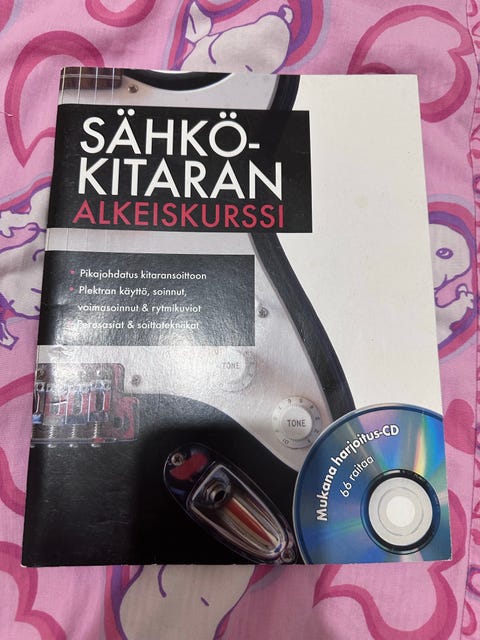 SÄHKÖ-
KITARAN
ALKEISKURSSI
• Pikajohdatus kitaransoittoon
• Plektran käyttö, soinnut,
voimasoinnut & rytmikuviot
• Perusasiat & soittotekniikat
TONE
TONE
Mukana harjoitus-CD
66 raitaa